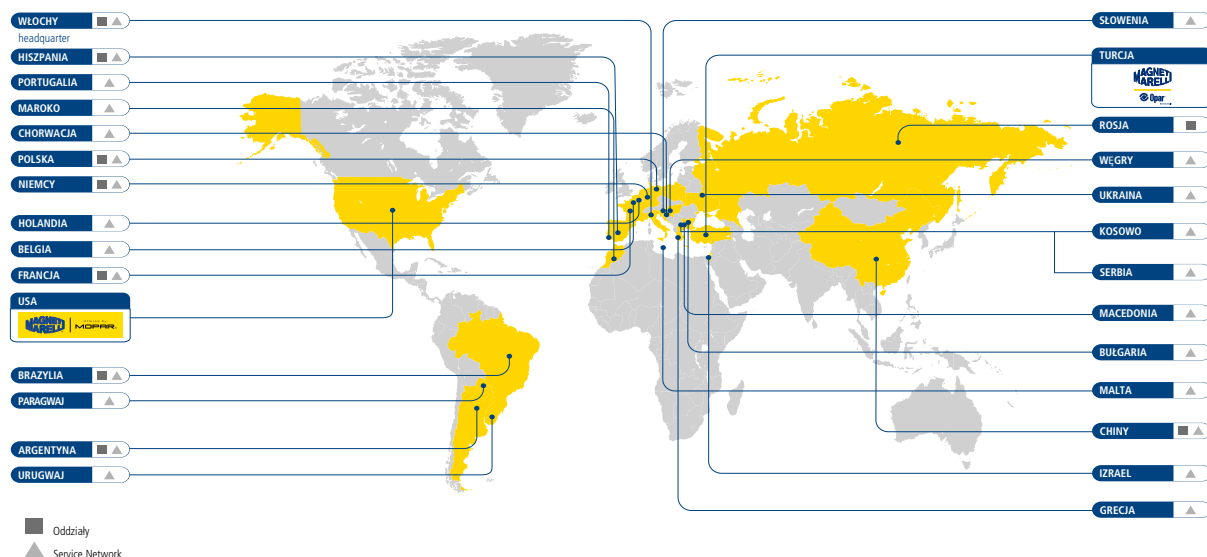 WŁOCHY
headquarter
HISZPANIA
PORTUGALIA
MAROKO
CHORWACJA
POLSKA
NIEMCY
HOLANDIA
BELGIA
FRANCJA
USA
MAGNETI
MARELLI
MOPAR
BRAZYLIA
PARAGWAJ
ARGENTYNA
URUGWAJ
Oddziały
Service Network
SŁOWENIA
TURCJA
MAGNETI
MARELLI
Opar
ROSJA
WĘGRY
UKRAINA
KOSOWO
SERBIA
MACEDONIA
BUŁGARIA
MALTA
CHINY
IZRAEL
GRECJA